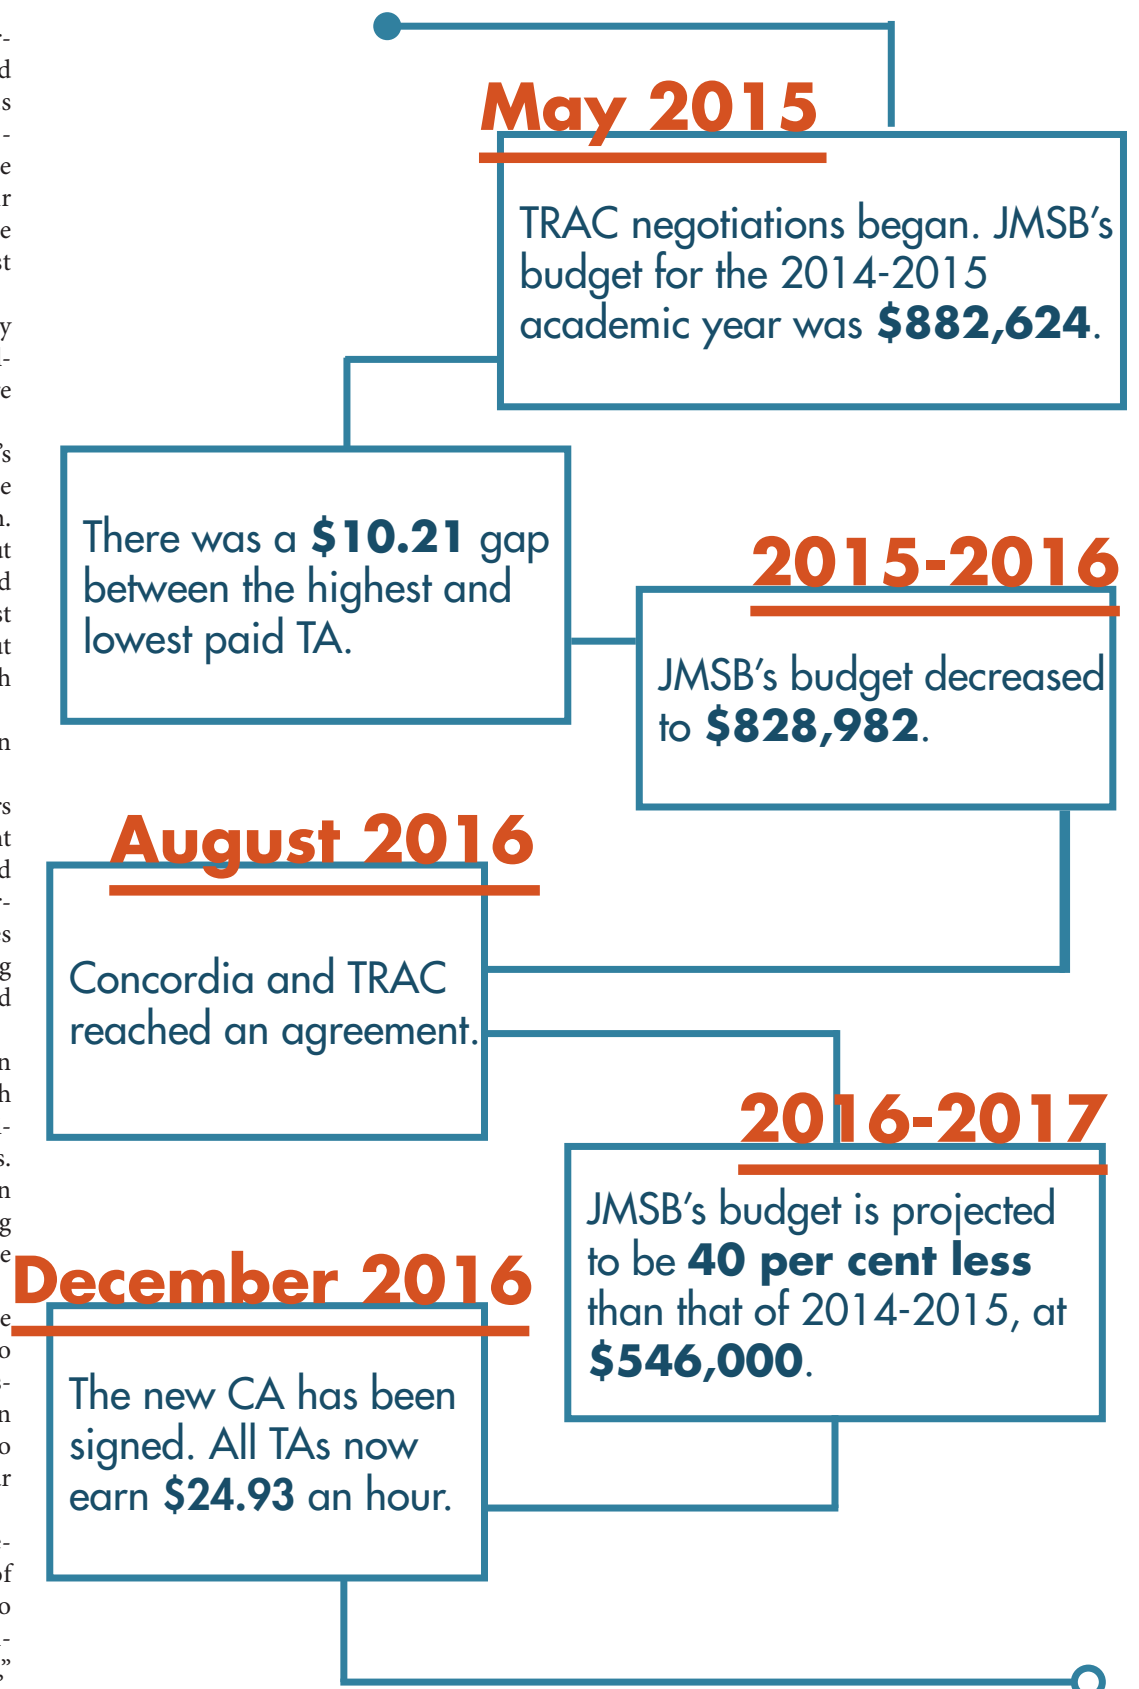 May 2015
TRAC negotiations began. JMSB's
budget for the 2014-2015
academic year was $882,624.
There was a $10.21 gap
between the highest and
lowest paid TA.
2015-2016
JMSB's budget decreased
to $828,982.
August 2016
Concordia and TRAC
reached an agreement.
2016-2017
JMSB's budget is projected
to be 40 per cent less
than that of 2014-2015, at
$546,000.
December 2016
The new CA has been
signed. All TAs now
earn $24.93 an hour.